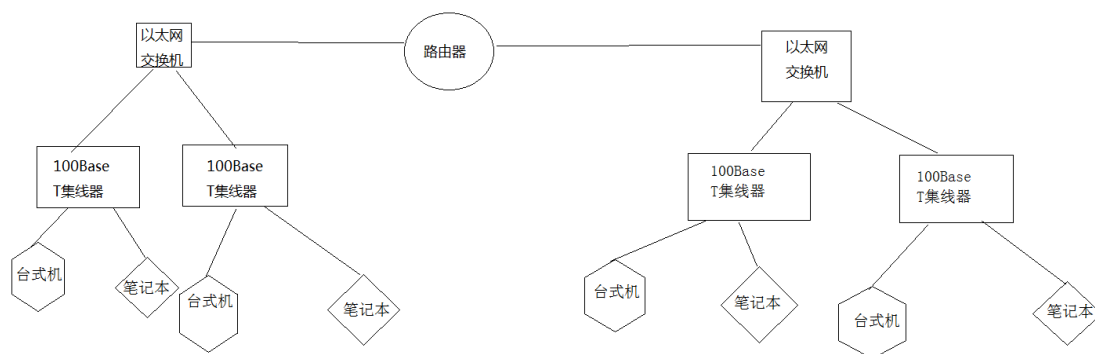 以太网
交换机
路由器
以太网
交换机
100Base
T集线器
100Base
T集线器
100Base
T集线器
100Base
T集线器
台式机
笔记本
台式机
笔记本
台式机
笔记本
台式机
笔记本